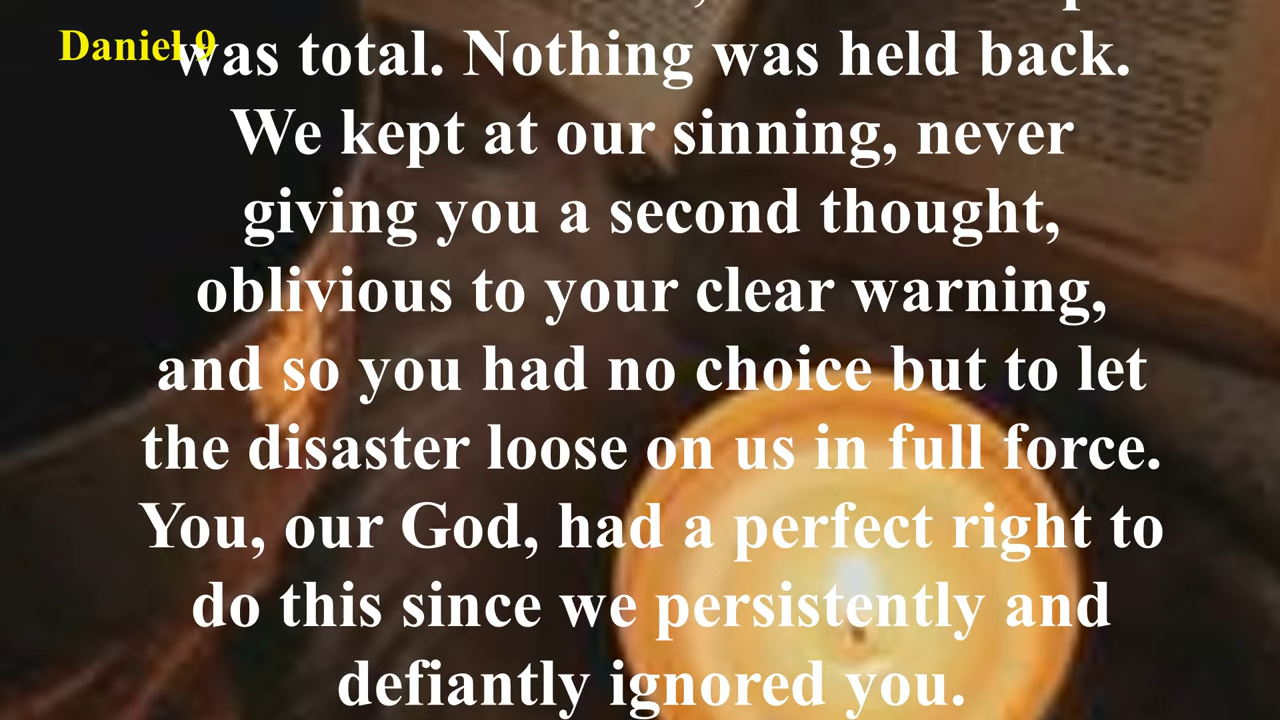 Daniel 9
was total. Nothing was held back.
We kept at our sinning, never
giving you a second thought,
oblivious to your clear warning,
and so you had no choice but to let
the disaster loose on us in full force.
You, our God, had a perfect right to
do this since we persistently and
defiantly ignored you.